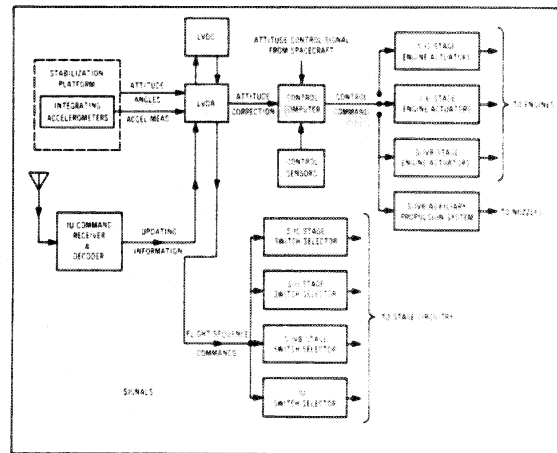 LVDC
ATTITUDE CONTROL SIGNAL
FROM SPACECRAFT
STABILIZATION
PLATFORM
INTEGRATING
ACCELEROMETERS
ATTITUDE
ANGLES
ACCEL MEAS
LVDA
ATTITUDE
CORRECTION
CONTROL
COMPUTER
CONTROL
COMMAND
CONTROL
SENSORS
S-IC STAGE
ENGINE ACTUATORS
S-II STAGE
ENGINE ACTUATORS
S-IVB STAGE
ENGINE ACTUATORS
S-IVB AUXILIARY
PROPULSION SYSTEM
TO ENGINES
TO NOZZLES
IU COMMAND
RECEIVER
&
DECODER
UPDATING
INFORMATION
S-IC STAGE
SWITCH SELECTOR
S-II STAGE
SWITCH SELECTOR
FLIGHT SEQUENCE
COMMANDS
S-IVB STAGE
SWITCH SELECTOR
IU
SWITCH SELECTOR
TO STAGE CIRCUITRY
SIGNALS